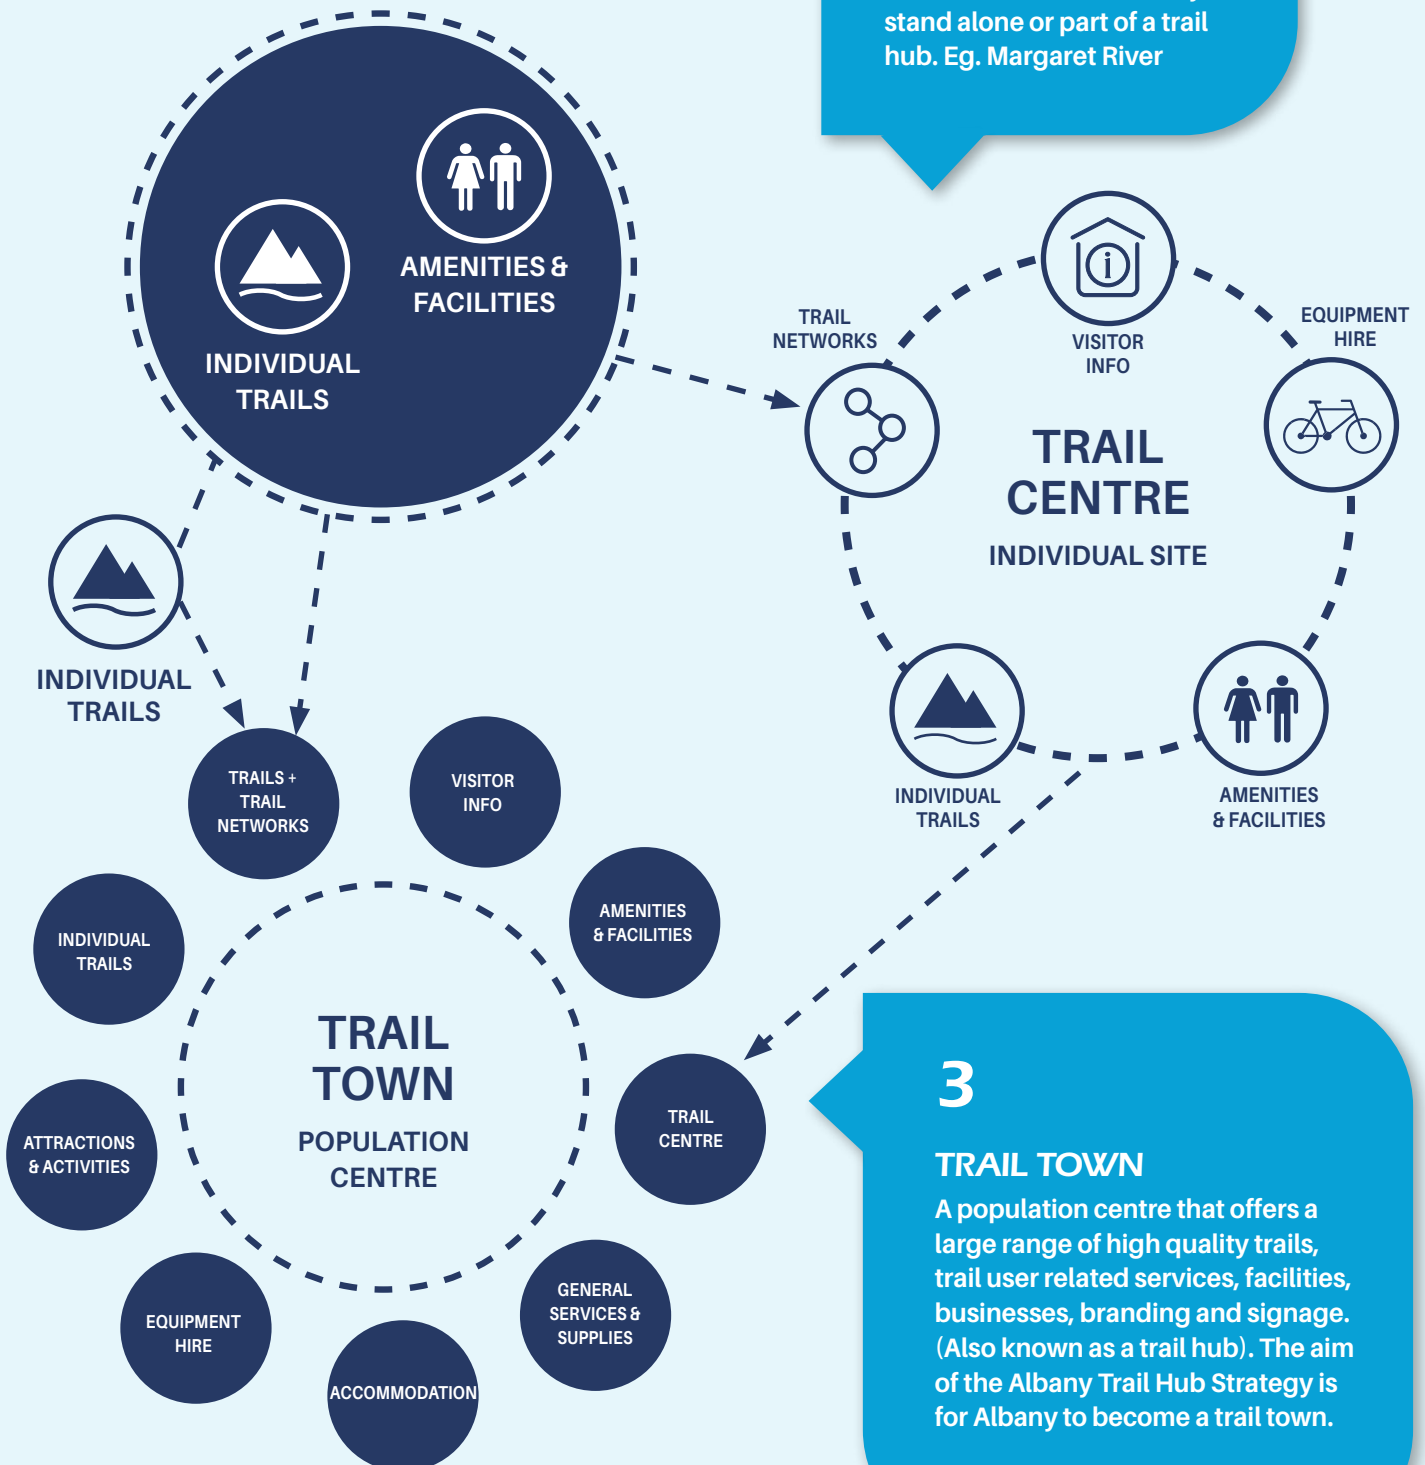 stand alone or part of a trail
hub. Eg. Margaret River
AMENITIES &
FACILITIES
INDIVIDUAL
TRAILS
TRAIL
NETWORKS
VISITOR
INFO
EQUIPMENT
HIRE
TRAIL
CENTRE
INDIVIDUAL SITE
INDIVIDUAL
TRAILS
AMENITIES
& FACILITIES
INDIVIDUAL
TRAILS
TRAILS +
TRAIL
NETWORKS
VISITOR
INFO
AMENITIES
& FACILITIES
INDIVIDUAL
TRAILS
TRAIL
TOWN
POPULATION
CENTRE
TRAIL
CENTRE
ATTRACTIONS
& ACTIVITIES
GENERAL
SERVICES &
SUPPLIES
EQUIPMENT
HIRE
ACCOMMODATION
3
TRAIL TOWN
A population centre that offers a
large range of high quality trails,
trail user related services, facilities,
businesses, branding and signage.
(Also known as a trail hub). The aim
of the Albany Trail Hub Strategy is
for Albany to become a trail town.